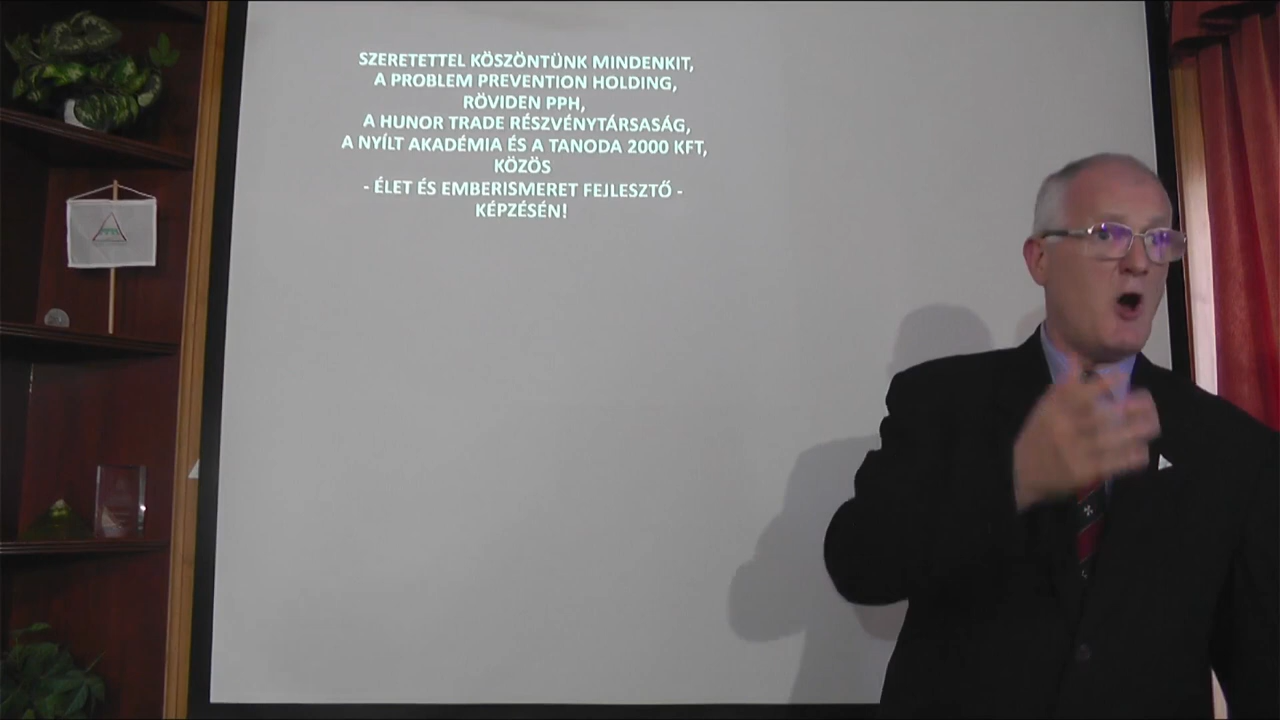 SZERETETTEL KÖSZÖNTÜNK MINDENKIT,
A PROBLEM PREVENTION HOLDING,
RÖVIDEN PPH,
A HUNOR TRADE RÉSZVÉNYTÁRSASÁG,
A NYÍLT AKADÉMIA ÉS A TANODA 2000 KFT,
KÖZÖS
- ÉLET ÉS EMBERISMERET FEJLESZTŐ -
KÉPZÉSÉN!